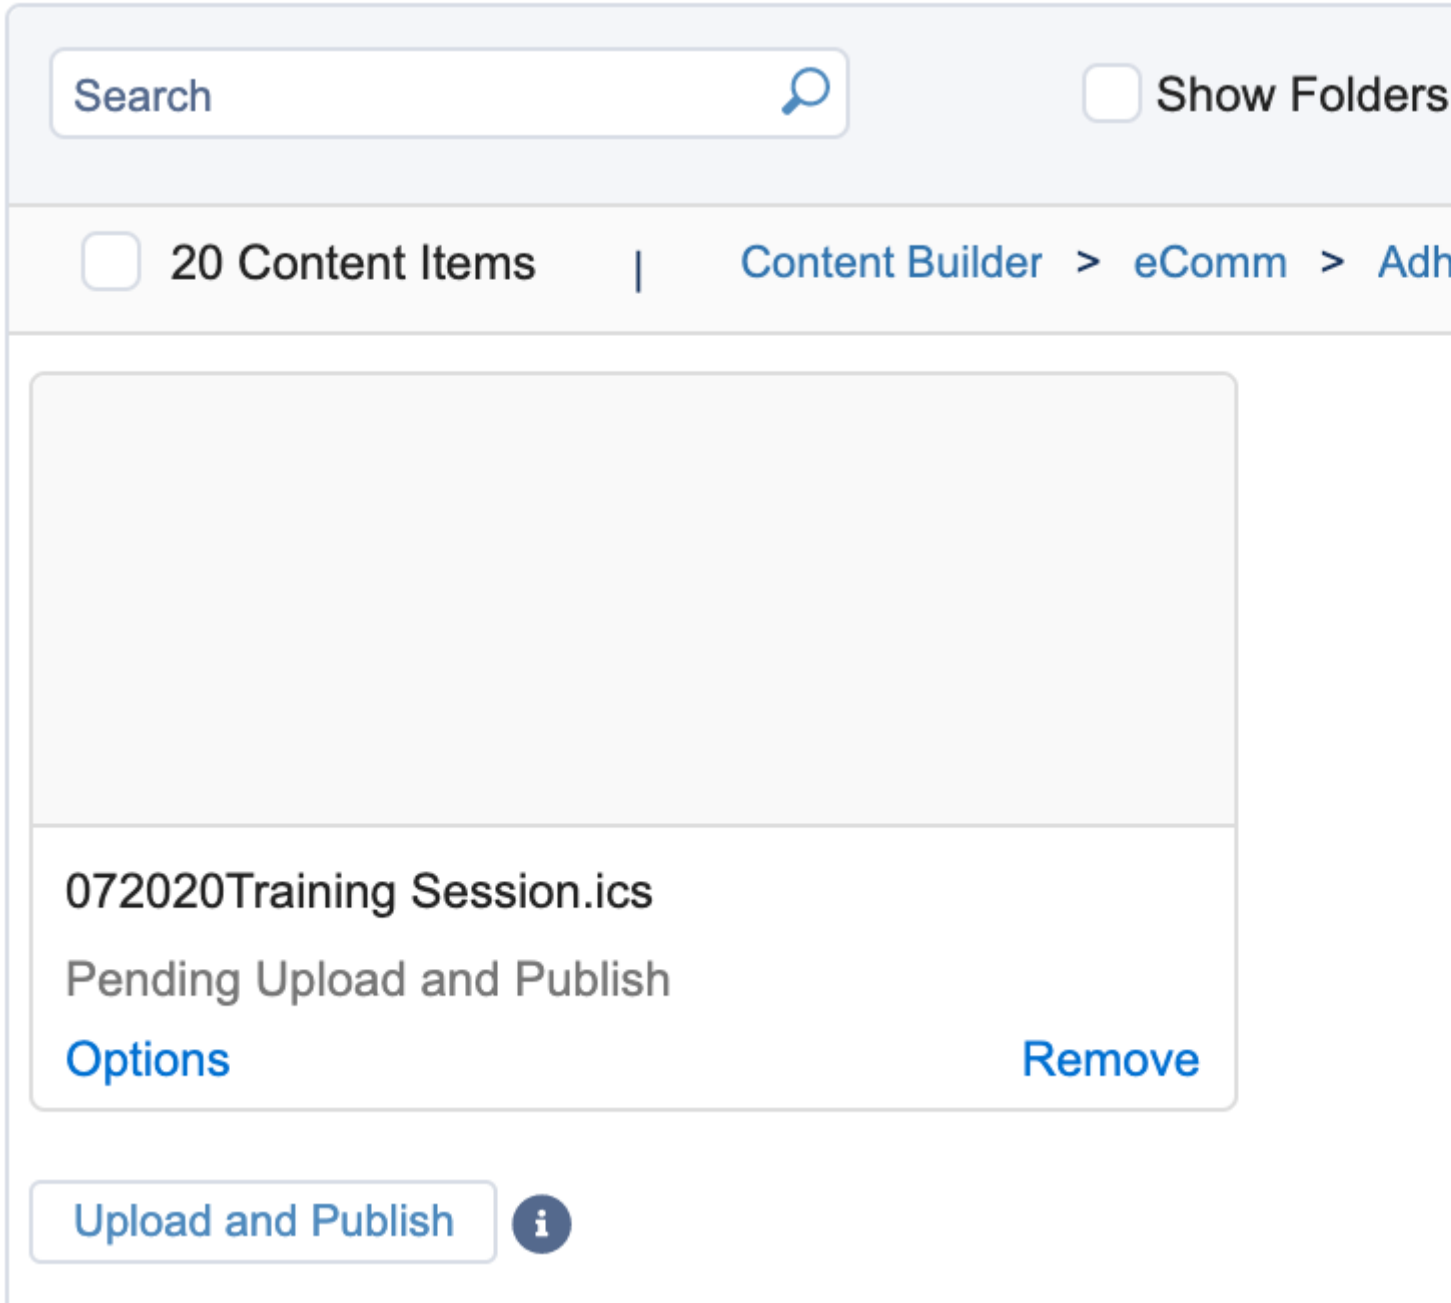 Search
Show Folders
20 Content Items | Content Builder > eComm > Adh
072020Training Session.ics
Pending Upload and Publish
Options
Remove
Upload and Publish